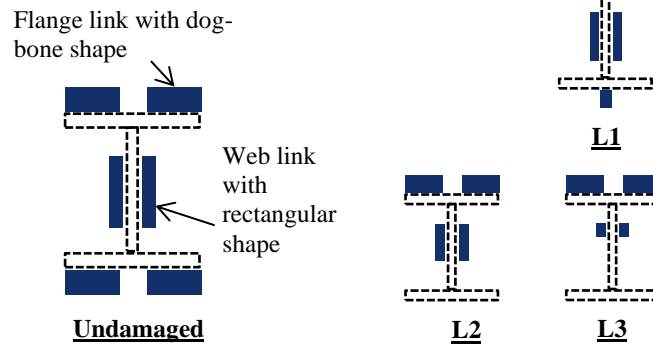 Flange link with dog-
bone shape
Web link
with
rectangular
shape
Undamaged
L1
L2
L3